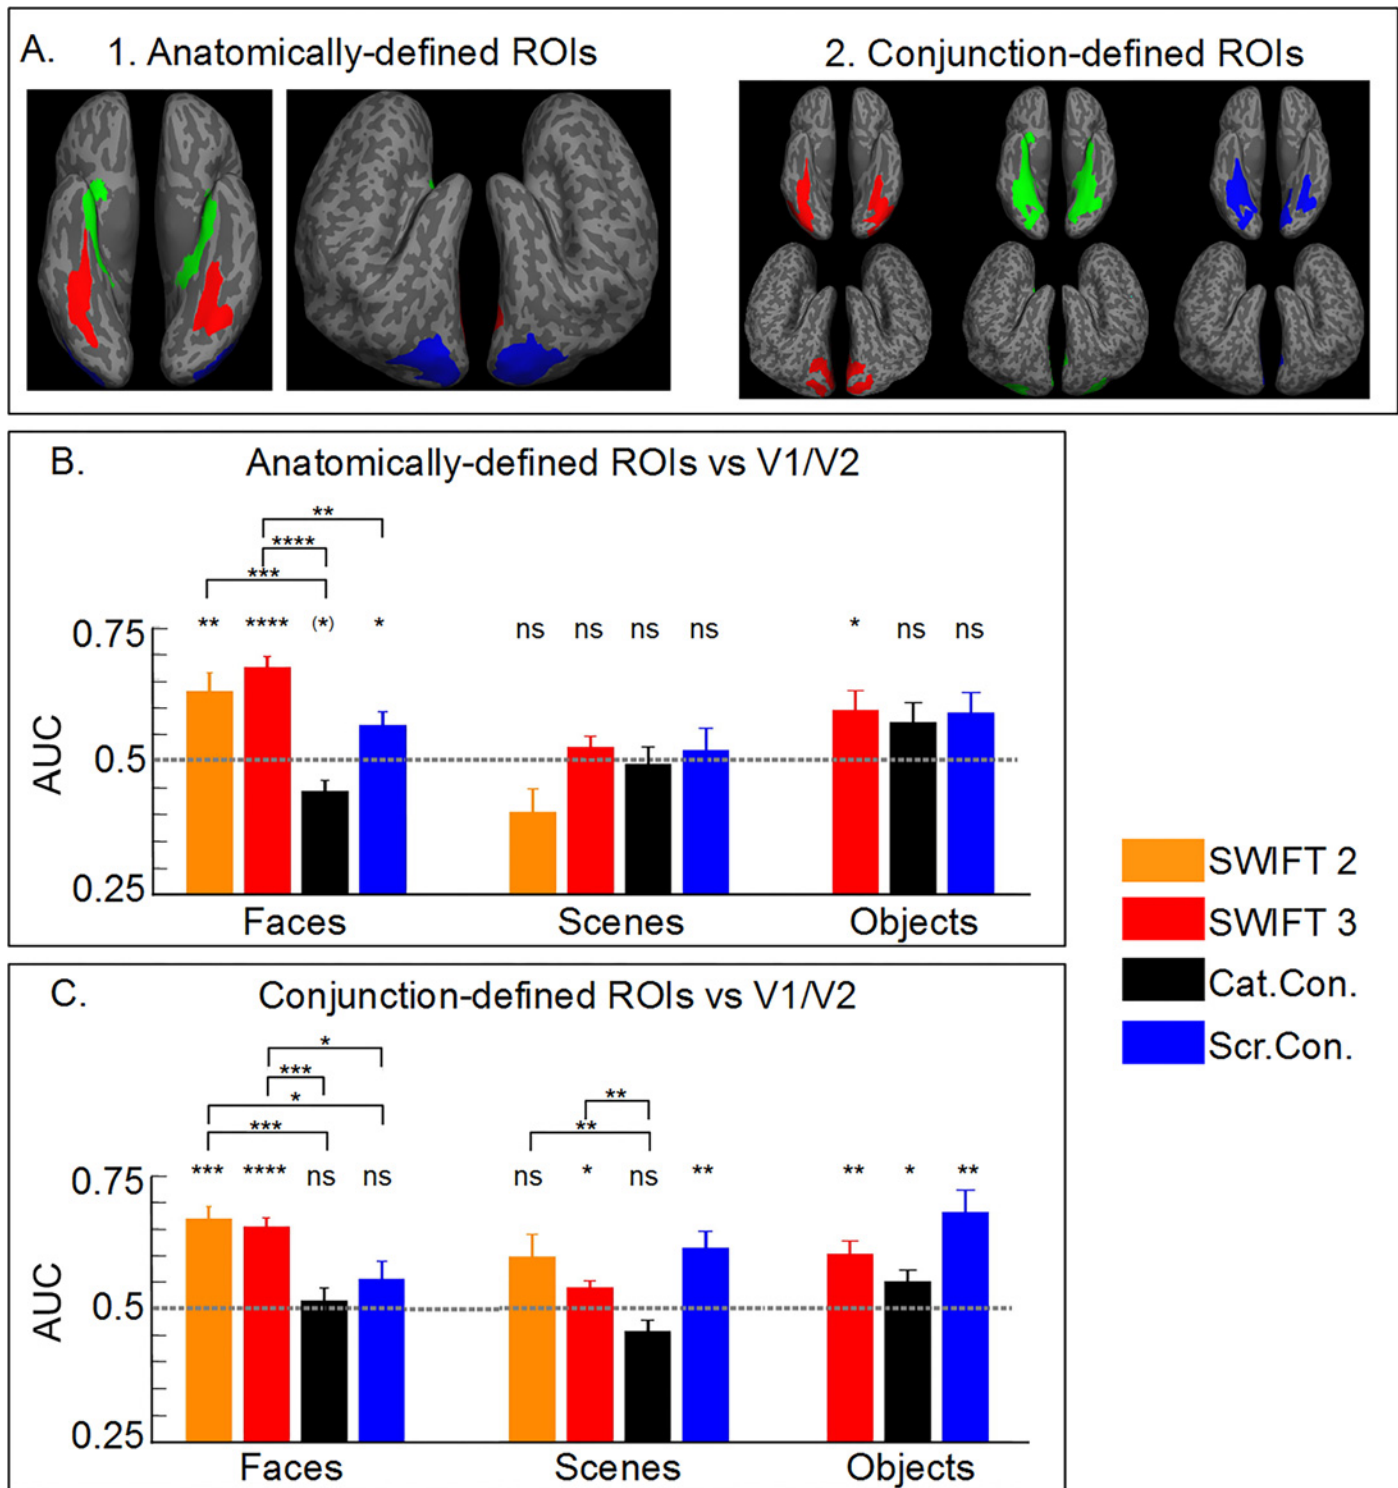 A. 1. Anatomically-defined ROIs 2. Conjunction-defined ROIs
B. Anatomically-defined ROIs vs V1/V2
**
****
***
** **** (*) * ns ns ns ns * ns ns
0.75
AUC
0.5
0.25
Faces Scenes Objects
SWIFT 2
SWIFT 3
Cat.Con.
Scr.Con.
C. Conjunction-defined ROIs vs V1/V2
*
***
* **
*** **
*** **** ns ns ns * ns ** ** * **
0.75
AUC
0.5
0.25
Faces Scenes Objects